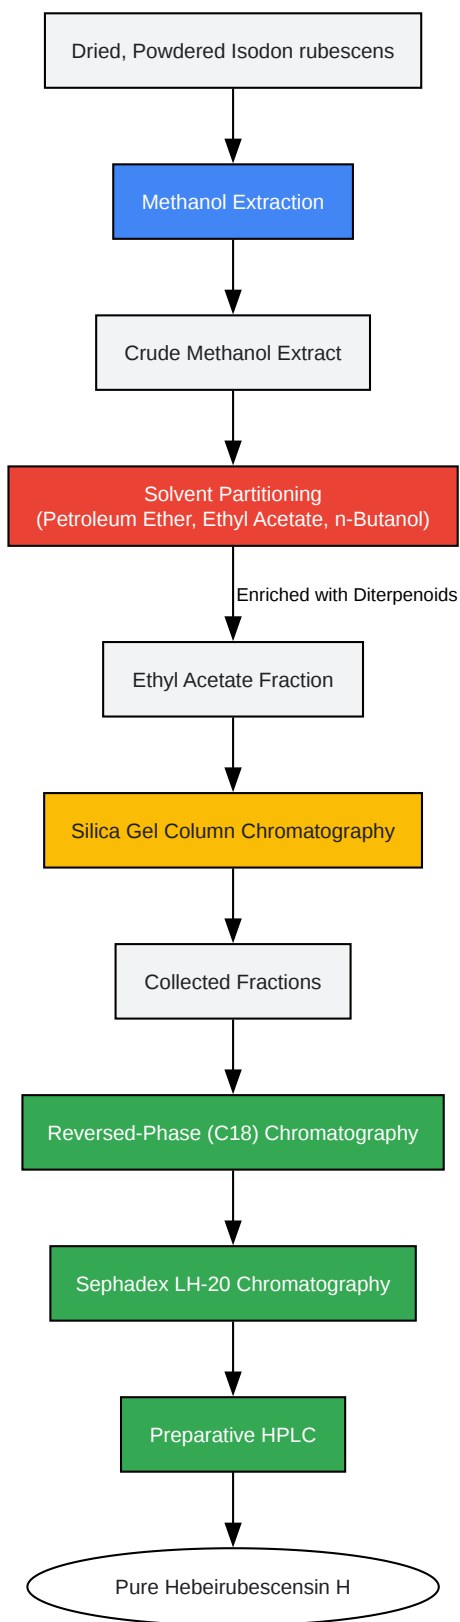 Dried, Powdered Isodon rubescens
Methanol Extraction
Crude Methanol Extract
Solvent Partitioning
(Petroleum Ether, Ethyl Acetate, n-Butanol)
Enriched with Diterpenoids
Ethyl Acetate Fraction
Silica Gel Column Chromatography
Collected Fractions
Reversed-Phase (C18) Chromatography
Sephadex LH-20 Chromatography
Preparative HPLC
Pure Hebeirubescensin H